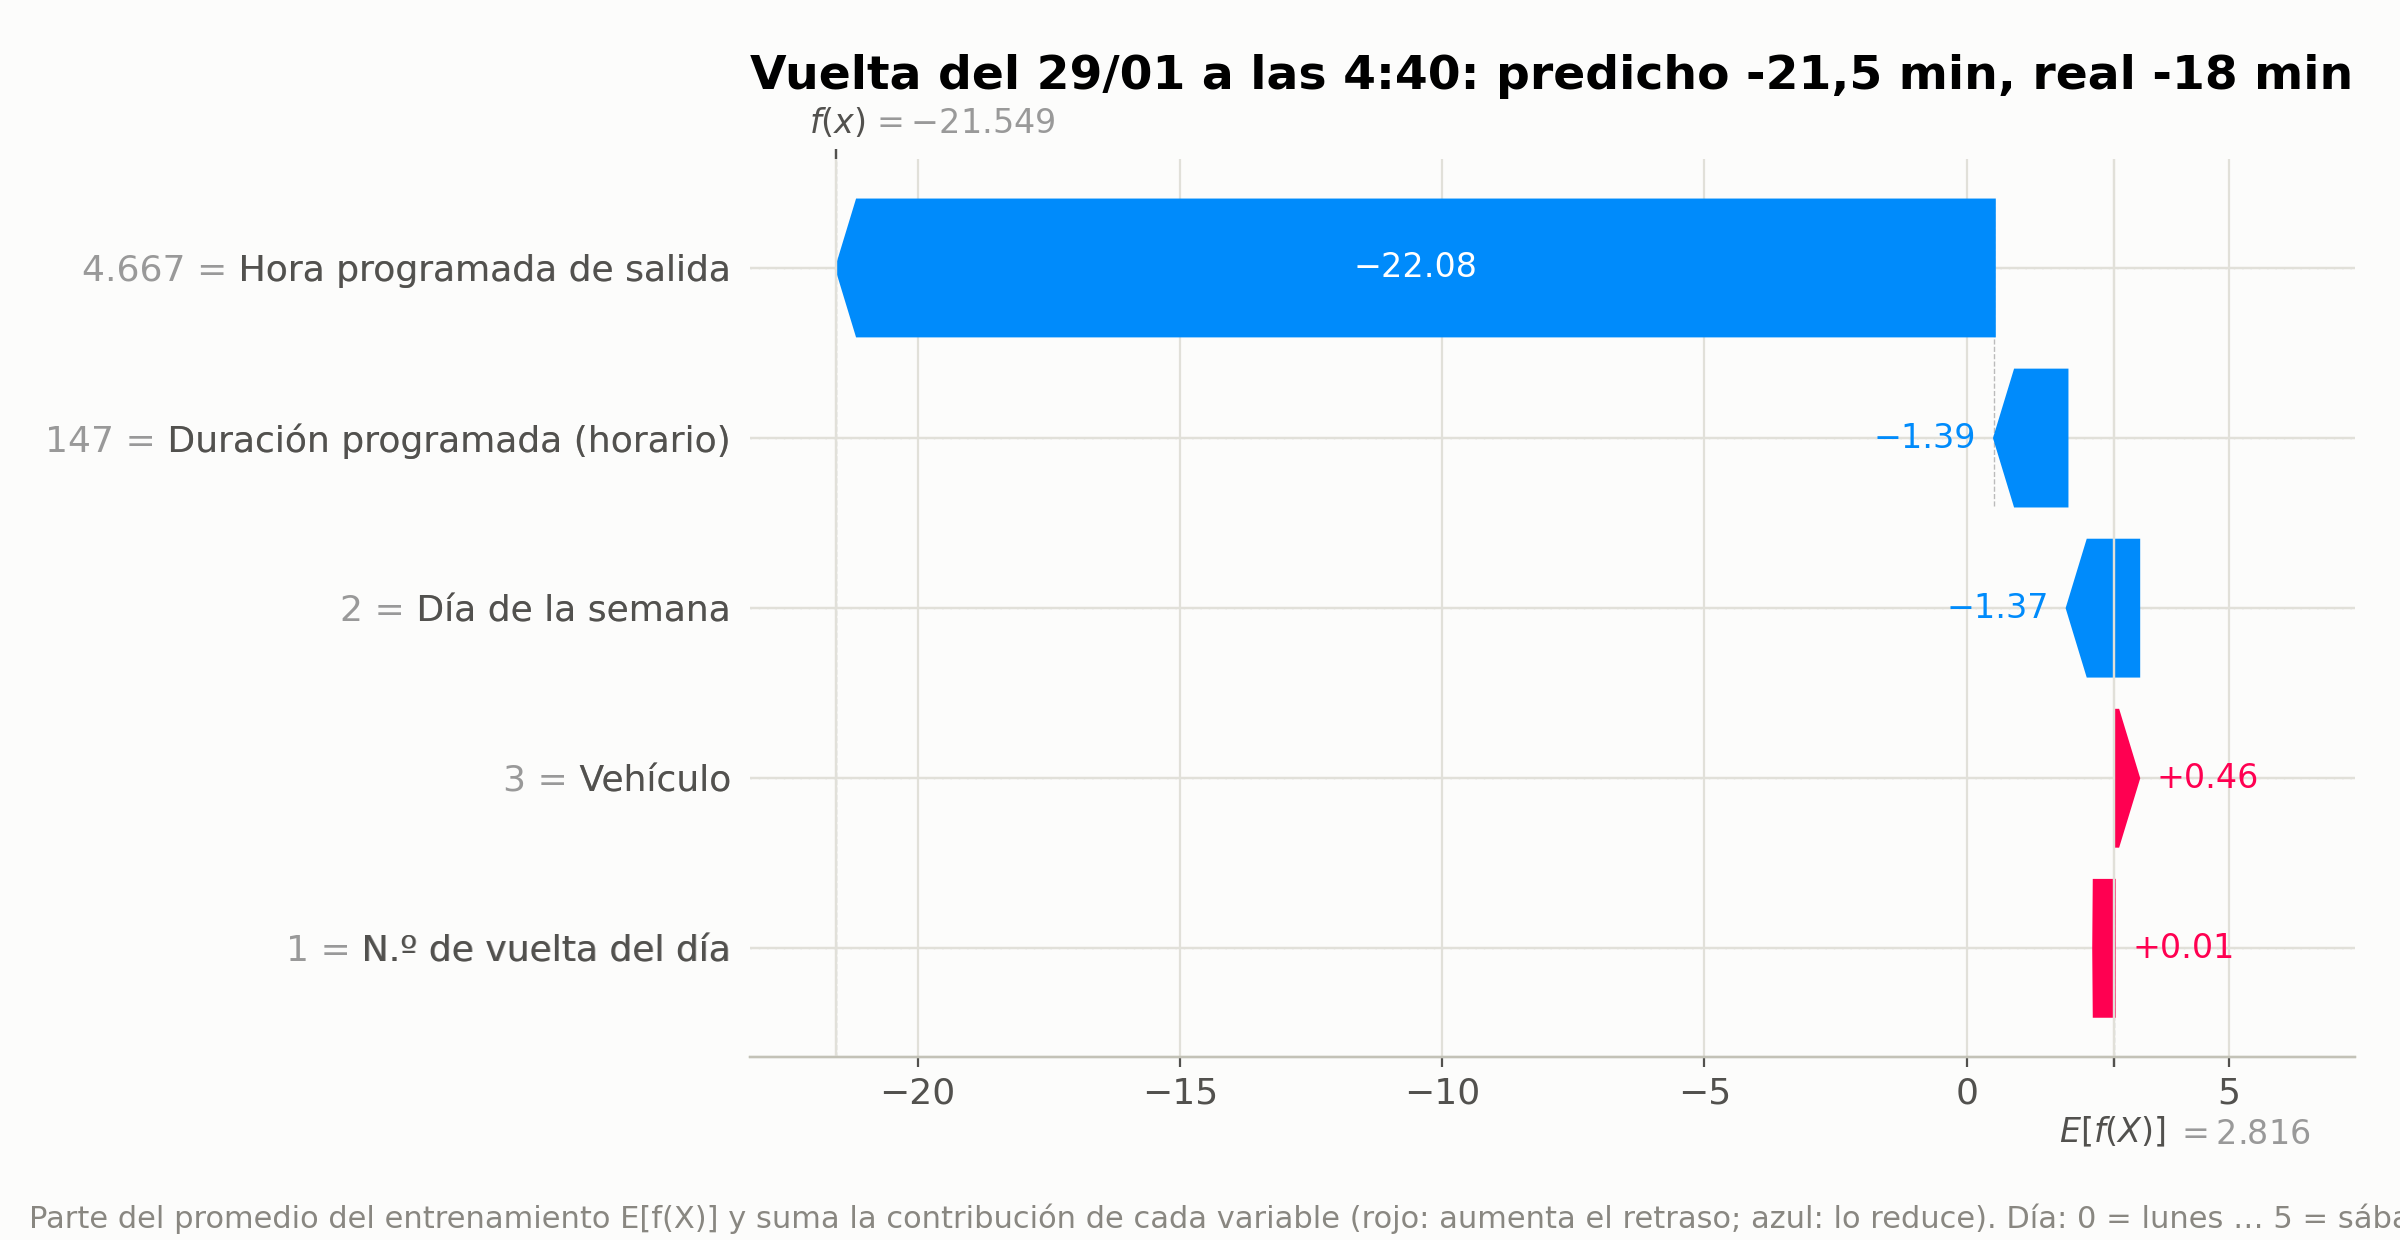 Vuelta del 29/01 a las 4:40: predicho -21,5 min, real -18 min
f(x) = −21.549
4.667 = Hora programada de salida
−22.08
147 = Duración programada (horario)
−1.39
2 = Día de la semana
−1.37
3 = Vehículo
+0.46
1 = N.º de vuelta del día
+0.01
−20 −15 −10 −5 0 5
E[f(X)] = 2.816
Parte del promedio del entrenamiento E[f(X)] y suma la contribución de cada variable (rojo: aumenta el retraso; azul: lo reduce). Día: 0 = lunes … 5 =